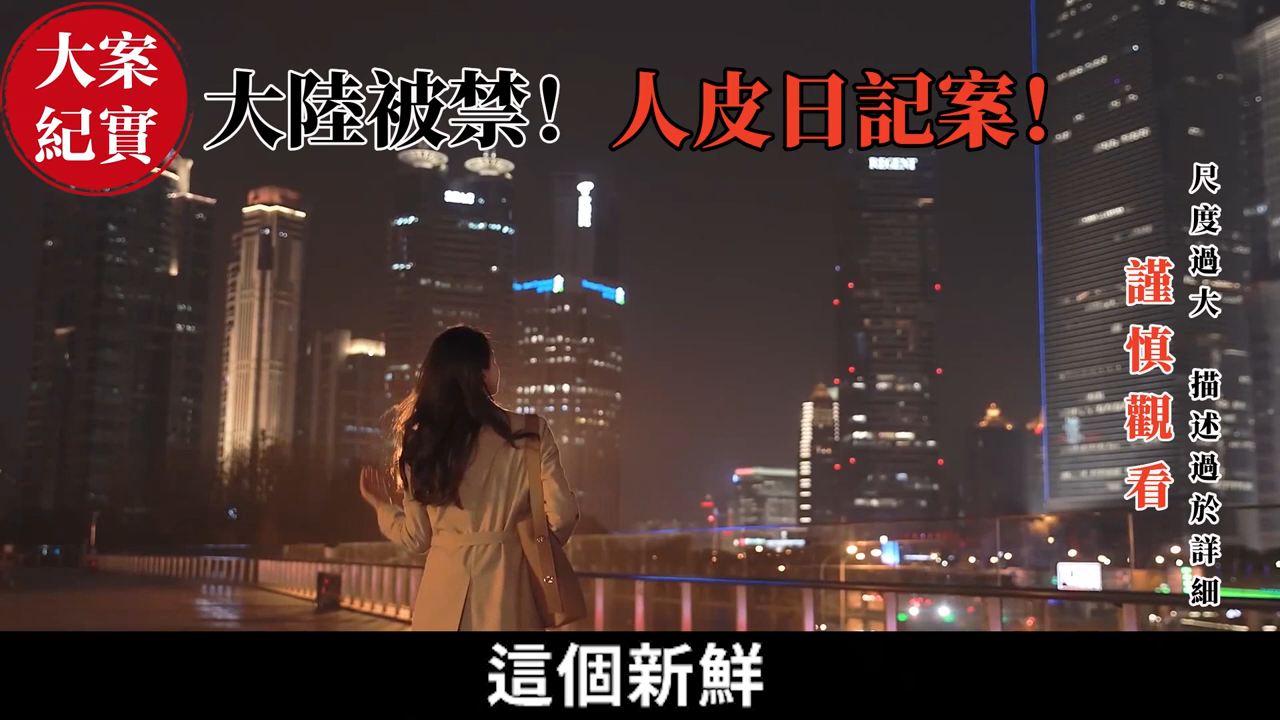 大案
紀實
大陸被禁！ 人皮日記案！
尺度過大 描述過於詳細
謹慎觀看
REGENT
這個新鮮